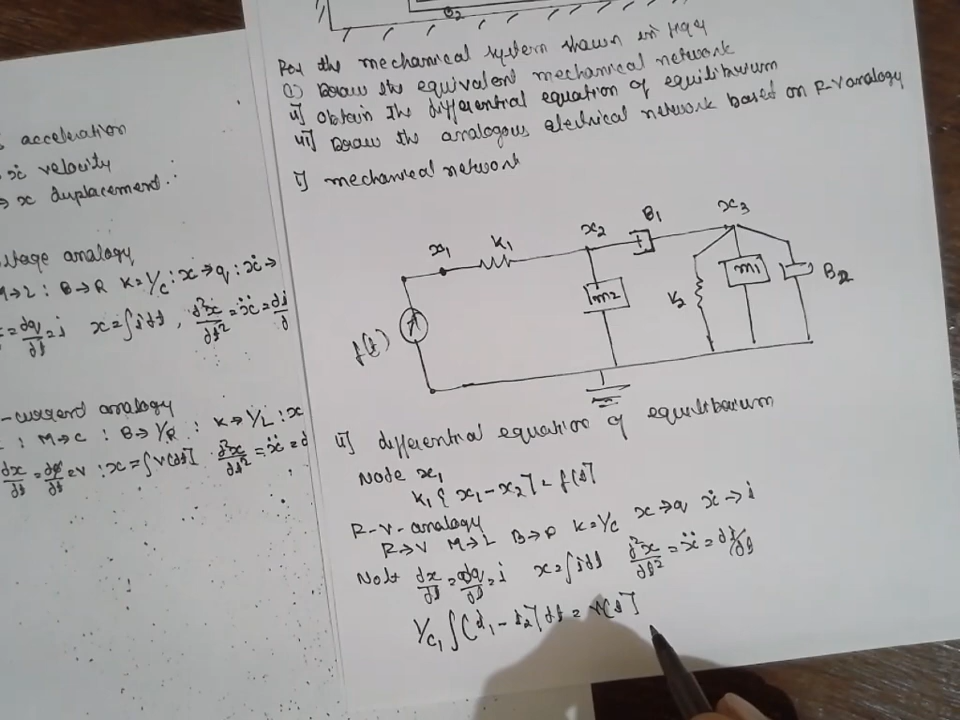 θ2
For the mechanical system shown in
i) Draw the equivalent mechanical network
ii] obtain the differential equation of equilibrium
iii] Draw the analogous electrical network based on F-V analogy
i] mechanical network
x1
K1
x2
B1
x3
f(t)
m2
K2
m1
B2
ii] differential equation of equilibrium
Node x1
K1 { x1 - x2] = f(t]
F-V-analogy
F→V M→L B→R K=1/C x→q ẋ→i
Note dx/dt = dq/dt = i x=∫idt d²x/dt² = ẍ = di/dt
1/C1 ∫(i1 - i2]dt = V(t]
acceleration
ẋ velocity
→ x displacement
voltage analogy
M→L : B→R K=1/C : x→q : ẋ→
= dq/dt = i x=∫idt , d²x/dt² = ẍ = di/d
-current analogy
: M→C : B→1/R : K→1/L : x
dx/dt = dφ/dt = v : x=∫v(dt] d²x/dt² = ẍ = d